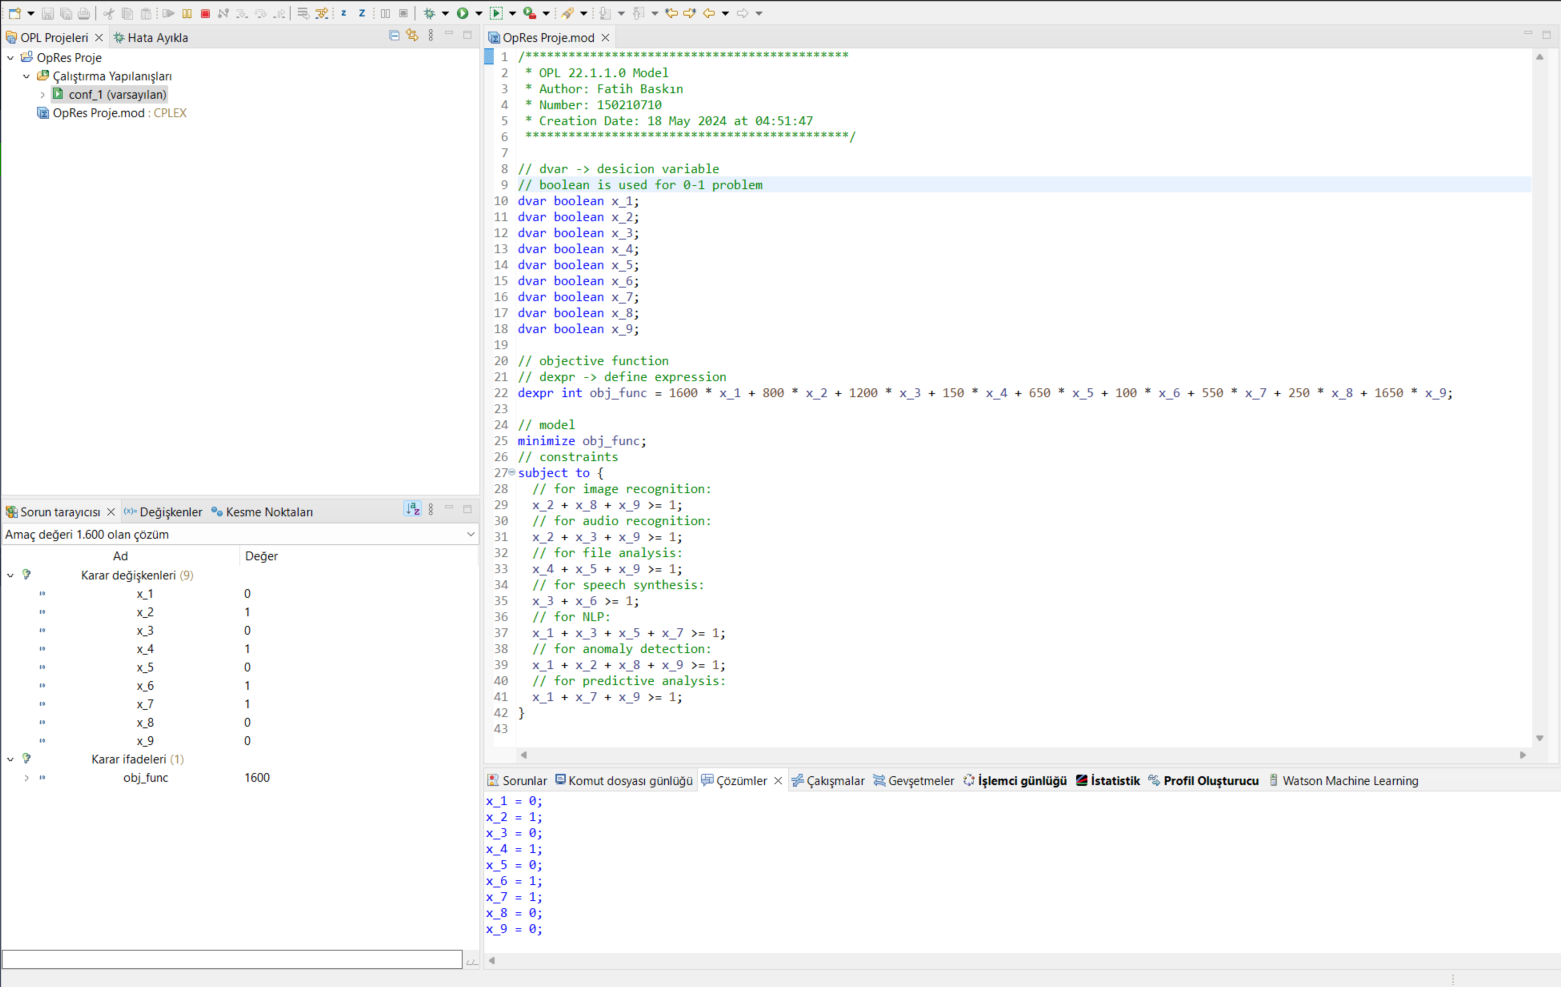 OPL Projeleri
Hata Ayıkla
OpRes Proje
Çalıştırma Yapılanışları
conf_1 (varsayılan)
OpRes Proje.mod : CPLEX
OpRes Proje.mod
1 /*********************************************
2 * OPL 22.1.1.0 Model
3 * Author: Fatih Baskın
4 * Number: 150210710
5 * Creation Date: 18 May 2024 at 04:51:47
6 *********************************************/
7
8 // dvar -> desicion variable
9 // boolean is used for 0-1 problem
10 dvar boolean x_1;
11 dvar boolean x_2;
12 dvar boolean x_3;
13 dvar boolean x_4;
14 dvar boolean x_5;
15 dvar boolean x_6;
16 dvar boolean x_7;
17 dvar boolean x_8;
18 dvar boolean x_9;
19
20 // objective function
21 // dexpr -> define expression
22 dexpr int obj_func = 1600 * x_1 + 800 * x_2 + 1200 * x_3 + 150 * x_4 + 650 * x_5 + 100 * x_6 + 550 * x_7 + 250 * x_8 + 1650 * x_9;
23
24 // model
25 minimize obj_func;
26 // constraints
27 subject to {
28 // for image recognition:
29 x_2 + x_8 + x_9 >= 1;
30 // for audio recognition:
31 x_2 + x_3 + x_9 >= 1;
32 // for file analysis:
33 x_4 + x_5 + x_9 >= 1;
34 // for speech synthesis:
35 x_3 + x_6 >= 1;
36 // for NLP:
37 x_1 + x_3 + x_5 + x_7 >= 1;
38 // for anomaly detection:
39 x_1 + x_2 + x_8 + x_9 >= 1;
40 // for predictive analysis:
41 x_1 + x_7 + x_9 >= 1;
42 }
43
Sorun tarayıcısı
Değişkenler
Kesme Noktaları
Amaç değeri 1.600 olan çözüm
Ad Değer
Karar değişkenleri (9)
x_1 0
x_2 1
x_3 0
x_4 1
x_5 0
x_6 1
x_7 1
x_8 0
x_9 0
Karar ifadeleri (1)
obj_func 1600
Sorunlar
Komut dosyası günlüğü
Çözümler
Çakışmalar
Gevşetmeler
İşlemci günlüğü
İstatistik
Profil Oluşturucu
Watson Machine Learning
x_1 = 0;
x_2 = 1;
x_3 = 0;
x_4 = 1;
x_5 = 0;
x_6 = 1;
x_7 = 1;
x_8 = 0;
x_9 = 0;